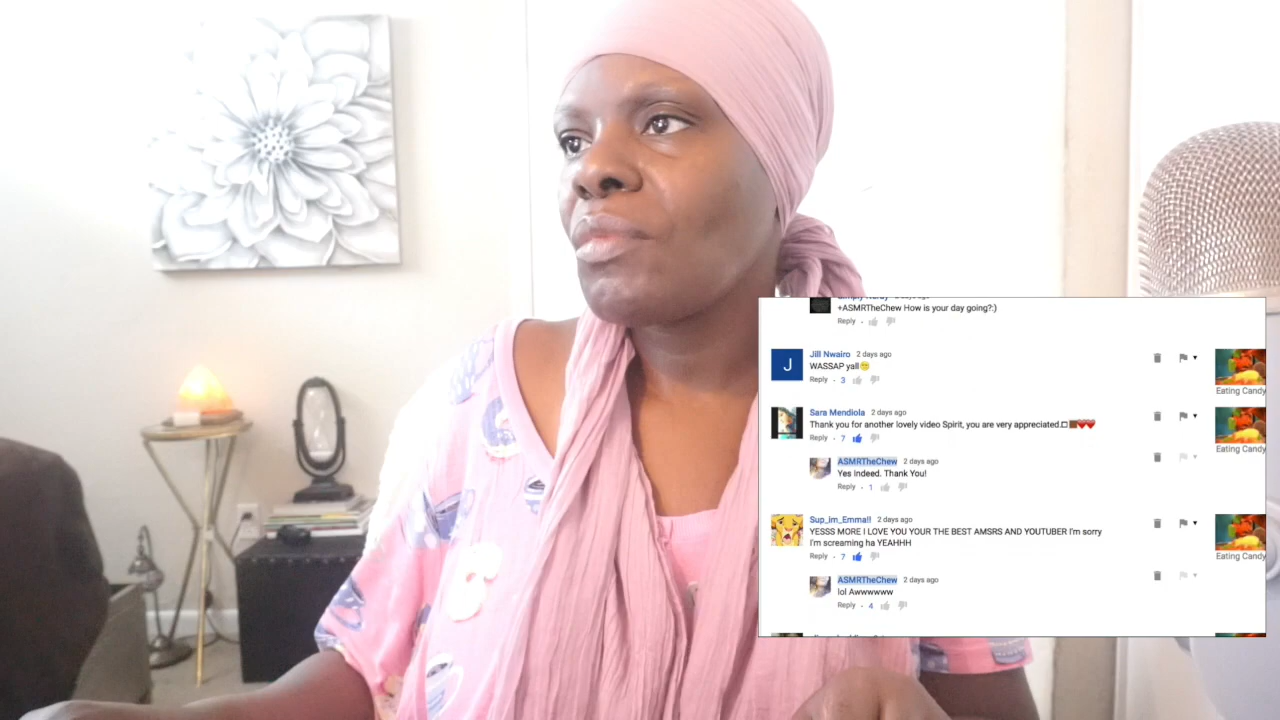 +ASMRTheChew How is your day going?:)
Reply
Jill Nwairo 2 days ago
WASSAP yall
Reply 3
Eating Candy
Sara Mendiola 2 days ago
Thank you for another lovely video Spirit, you are very appreciated.
Reply 7
Eating Candy
ASMRTheChew 2 days ago
Yes Indeed. Thank You!
Reply 1
Sup_im_Emma!! 2 days ago
YESSS MORE I LOVE YOU YOUR THE BEST AMSRS AND YOUTUBER I'm sorry
I'm screaming ha YEAHHH
Reply 7
Eating Candy
ASMRTheChew 2 days ago
lol Awwwwww
Reply 4
J